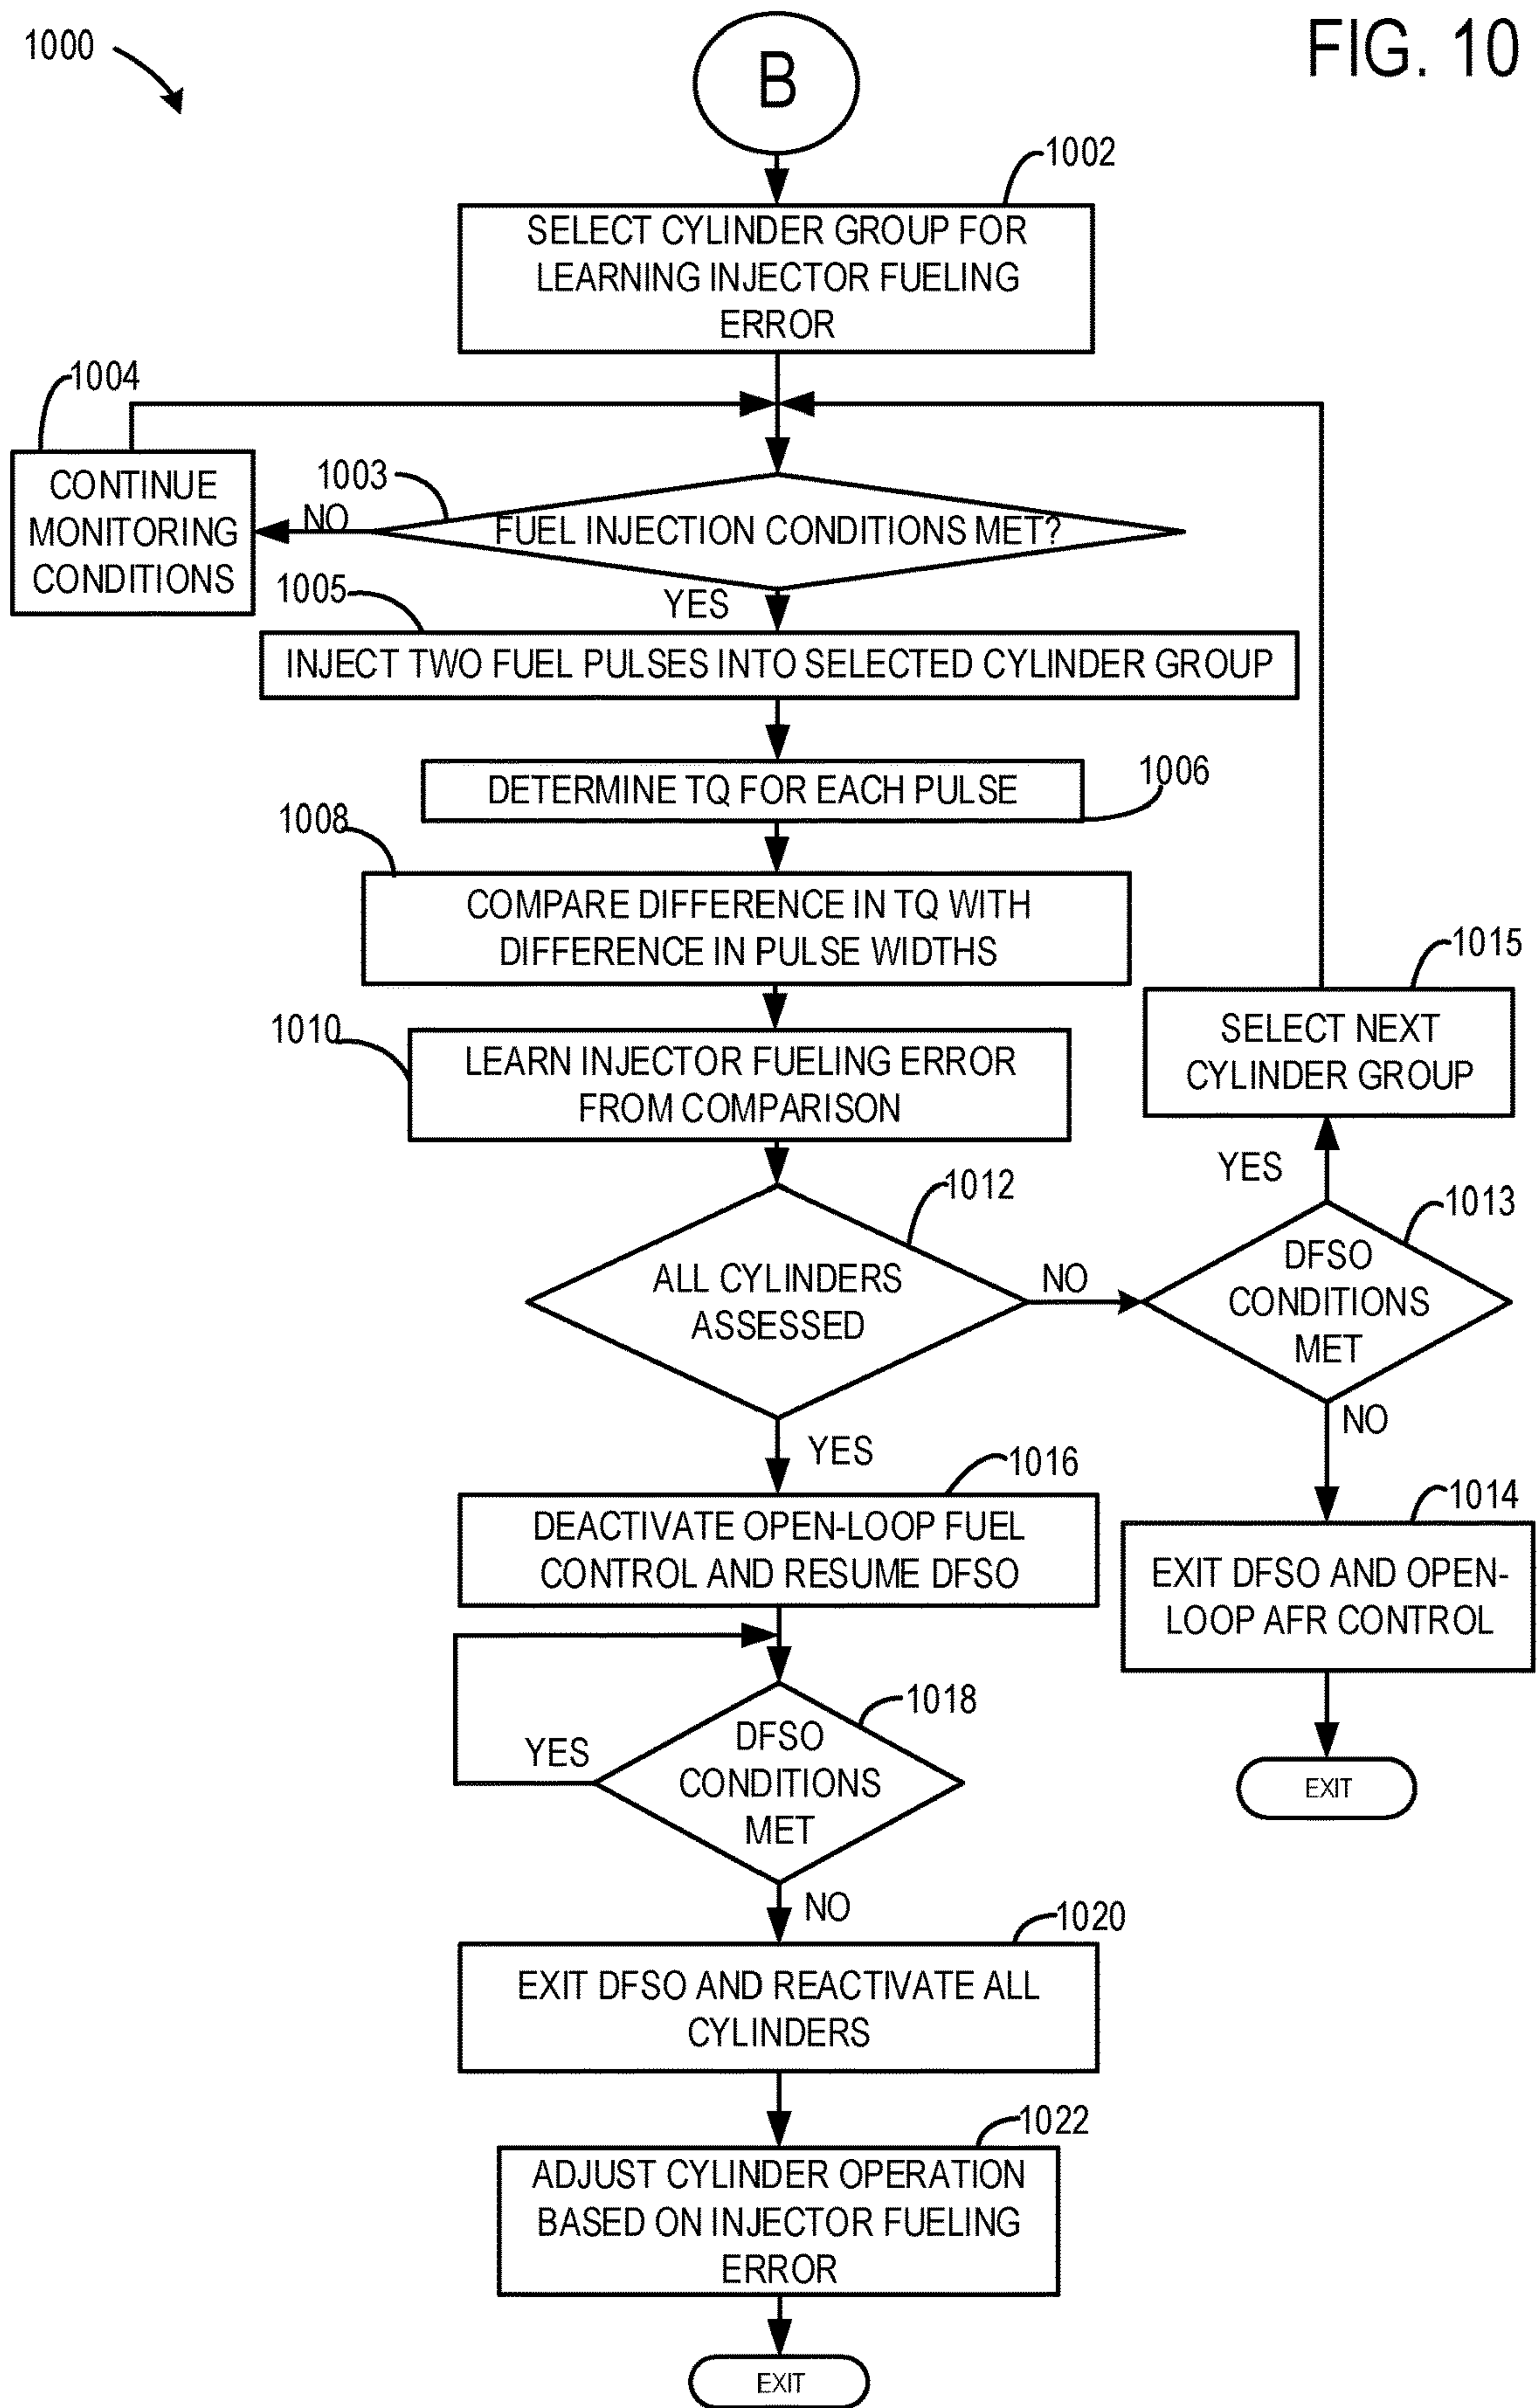 1000
FIG. 10
B
1002
SELECT CYLINDER GROUP FOR
LEARNING INJECTOR FUELING
ERROR
1004
CONTINUE
MONITORING
CONDITIONS
1003
NO
FUEL INJECTION CONDITIONS MET?
YES
1005
INJECT TWO FUEL PULSES INTO SELECTED CYLINDER GROUP
DETERMINE TQ FOR EACH PULSE
1006
1008
COMPARE DIFFERENCE IN TQ WITH
DIFFERENCE IN PULSE WIDTHS
1010
LEARN INJECTOR FUELING ERROR
FROM COMPARISON
1015
SELECT NEXT
CYLINDER GROUP
YES
1012
ALL CYLINDERS
ASSESSED
NO
1013
DFSO
CONDITIONS
MET
NO
YES
1016
DEACTIVATE OPEN-LOOP FUEL
CONTROL AND RESUME DFSO
1014
EXIT DFSO AND OPEN-
LOOP AFR CONTROL
EXIT
1018
DFSO
CONDITIONS
MET
YES
NO
1020
EXIT DFSO AND REACTIVATE ALL
CYLINDERS
1022
ADJUST CYLINDER OPERATION
BASED ON INJECTOR FUELING
ERROR
EXIT